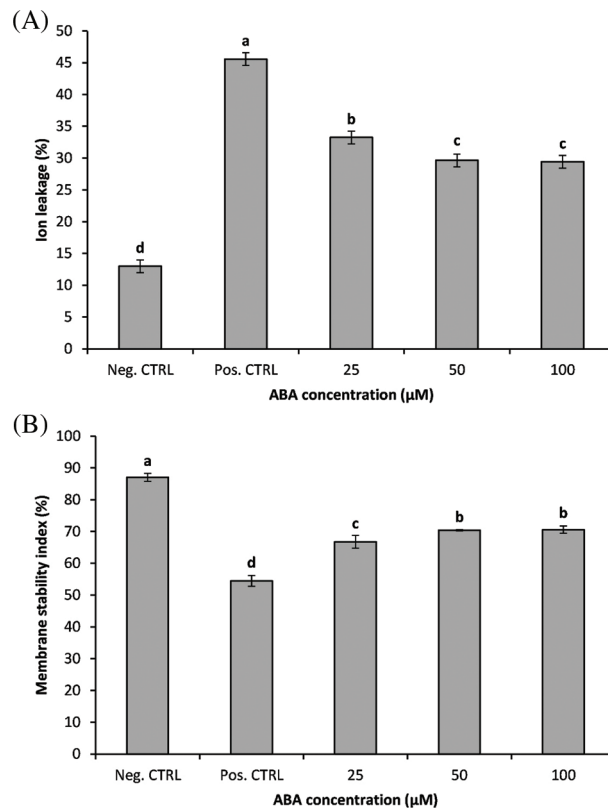 (A)
50
45
40
35
30
25
20
15
10
5
0
Ion leakage (%)
d
a
b
c
c
Neg. CTRL Pos. CTRL 25 50 100
ABA concentration (µM)
(B)
100
90
80
70
60
50
40
30
20
10
0
Membrane stability index (%)
a
d
c
b
b
Neg. CTRL Pos. CTRL 25 50 100
ABA concentration (µM)